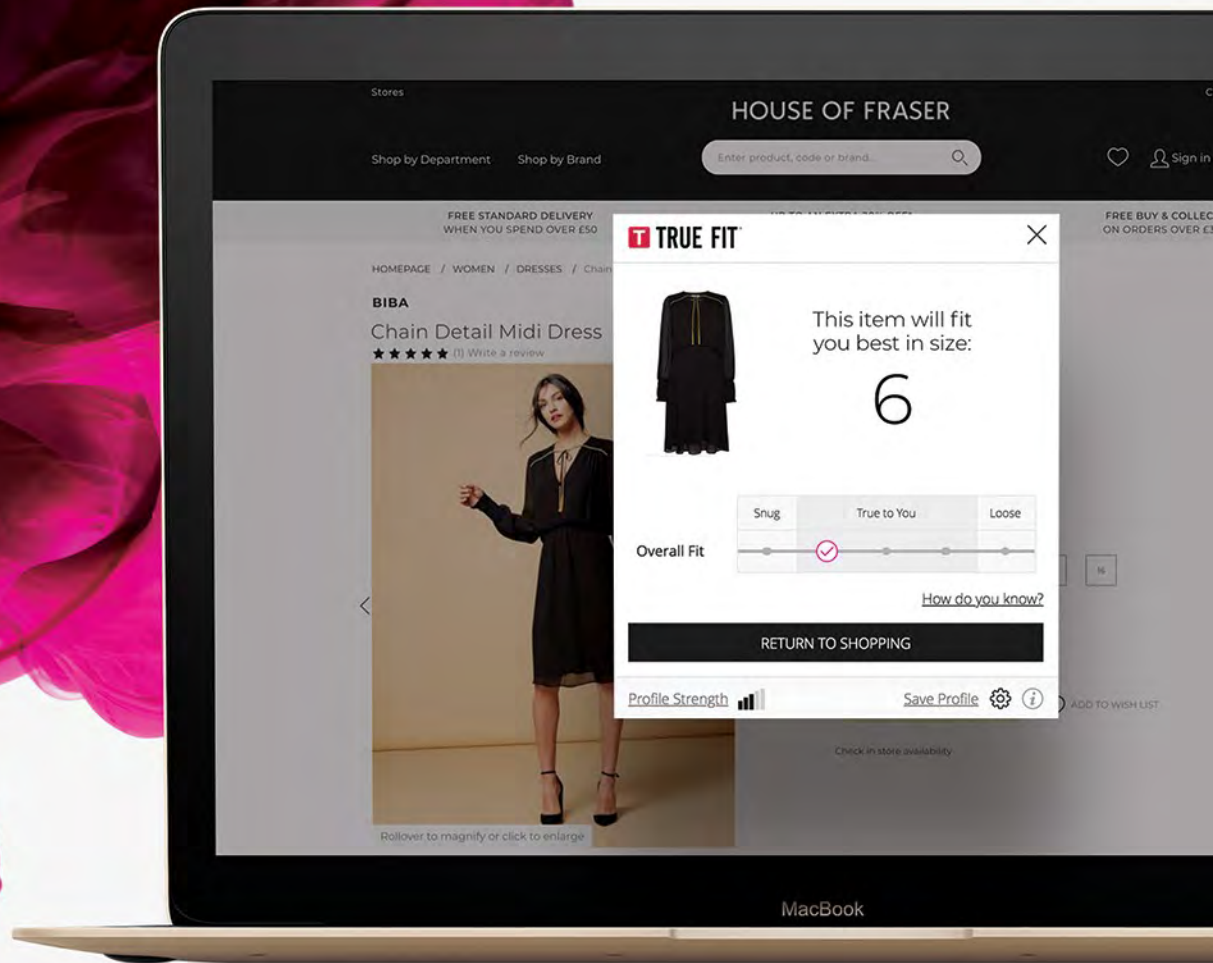 Stores
HOUSE OF FRASER
Shop by Department Shop by Brand
Enter product, code or brand...
Sign in
FREE STANDARD DELIVERY
WHEN YOU SPEND OVER £50
FREE BUY & COLLEC
ON ORDERS OVER £
TRUE FIT
HOMEPAGE / WOMEN / DRESSES / Chain
BIBA
Chain Detail Midi Dress
(1) Write a review
This item will fit
you best in size:
6
Snug True to You Loose
Overall Fit
16
How do you know?
RETURN TO SHOPPING
Profile Strength
Save Profile
ADD TO WISH LIST
Check in store availability
Rollover to magnify or click to enlarge
MacBook